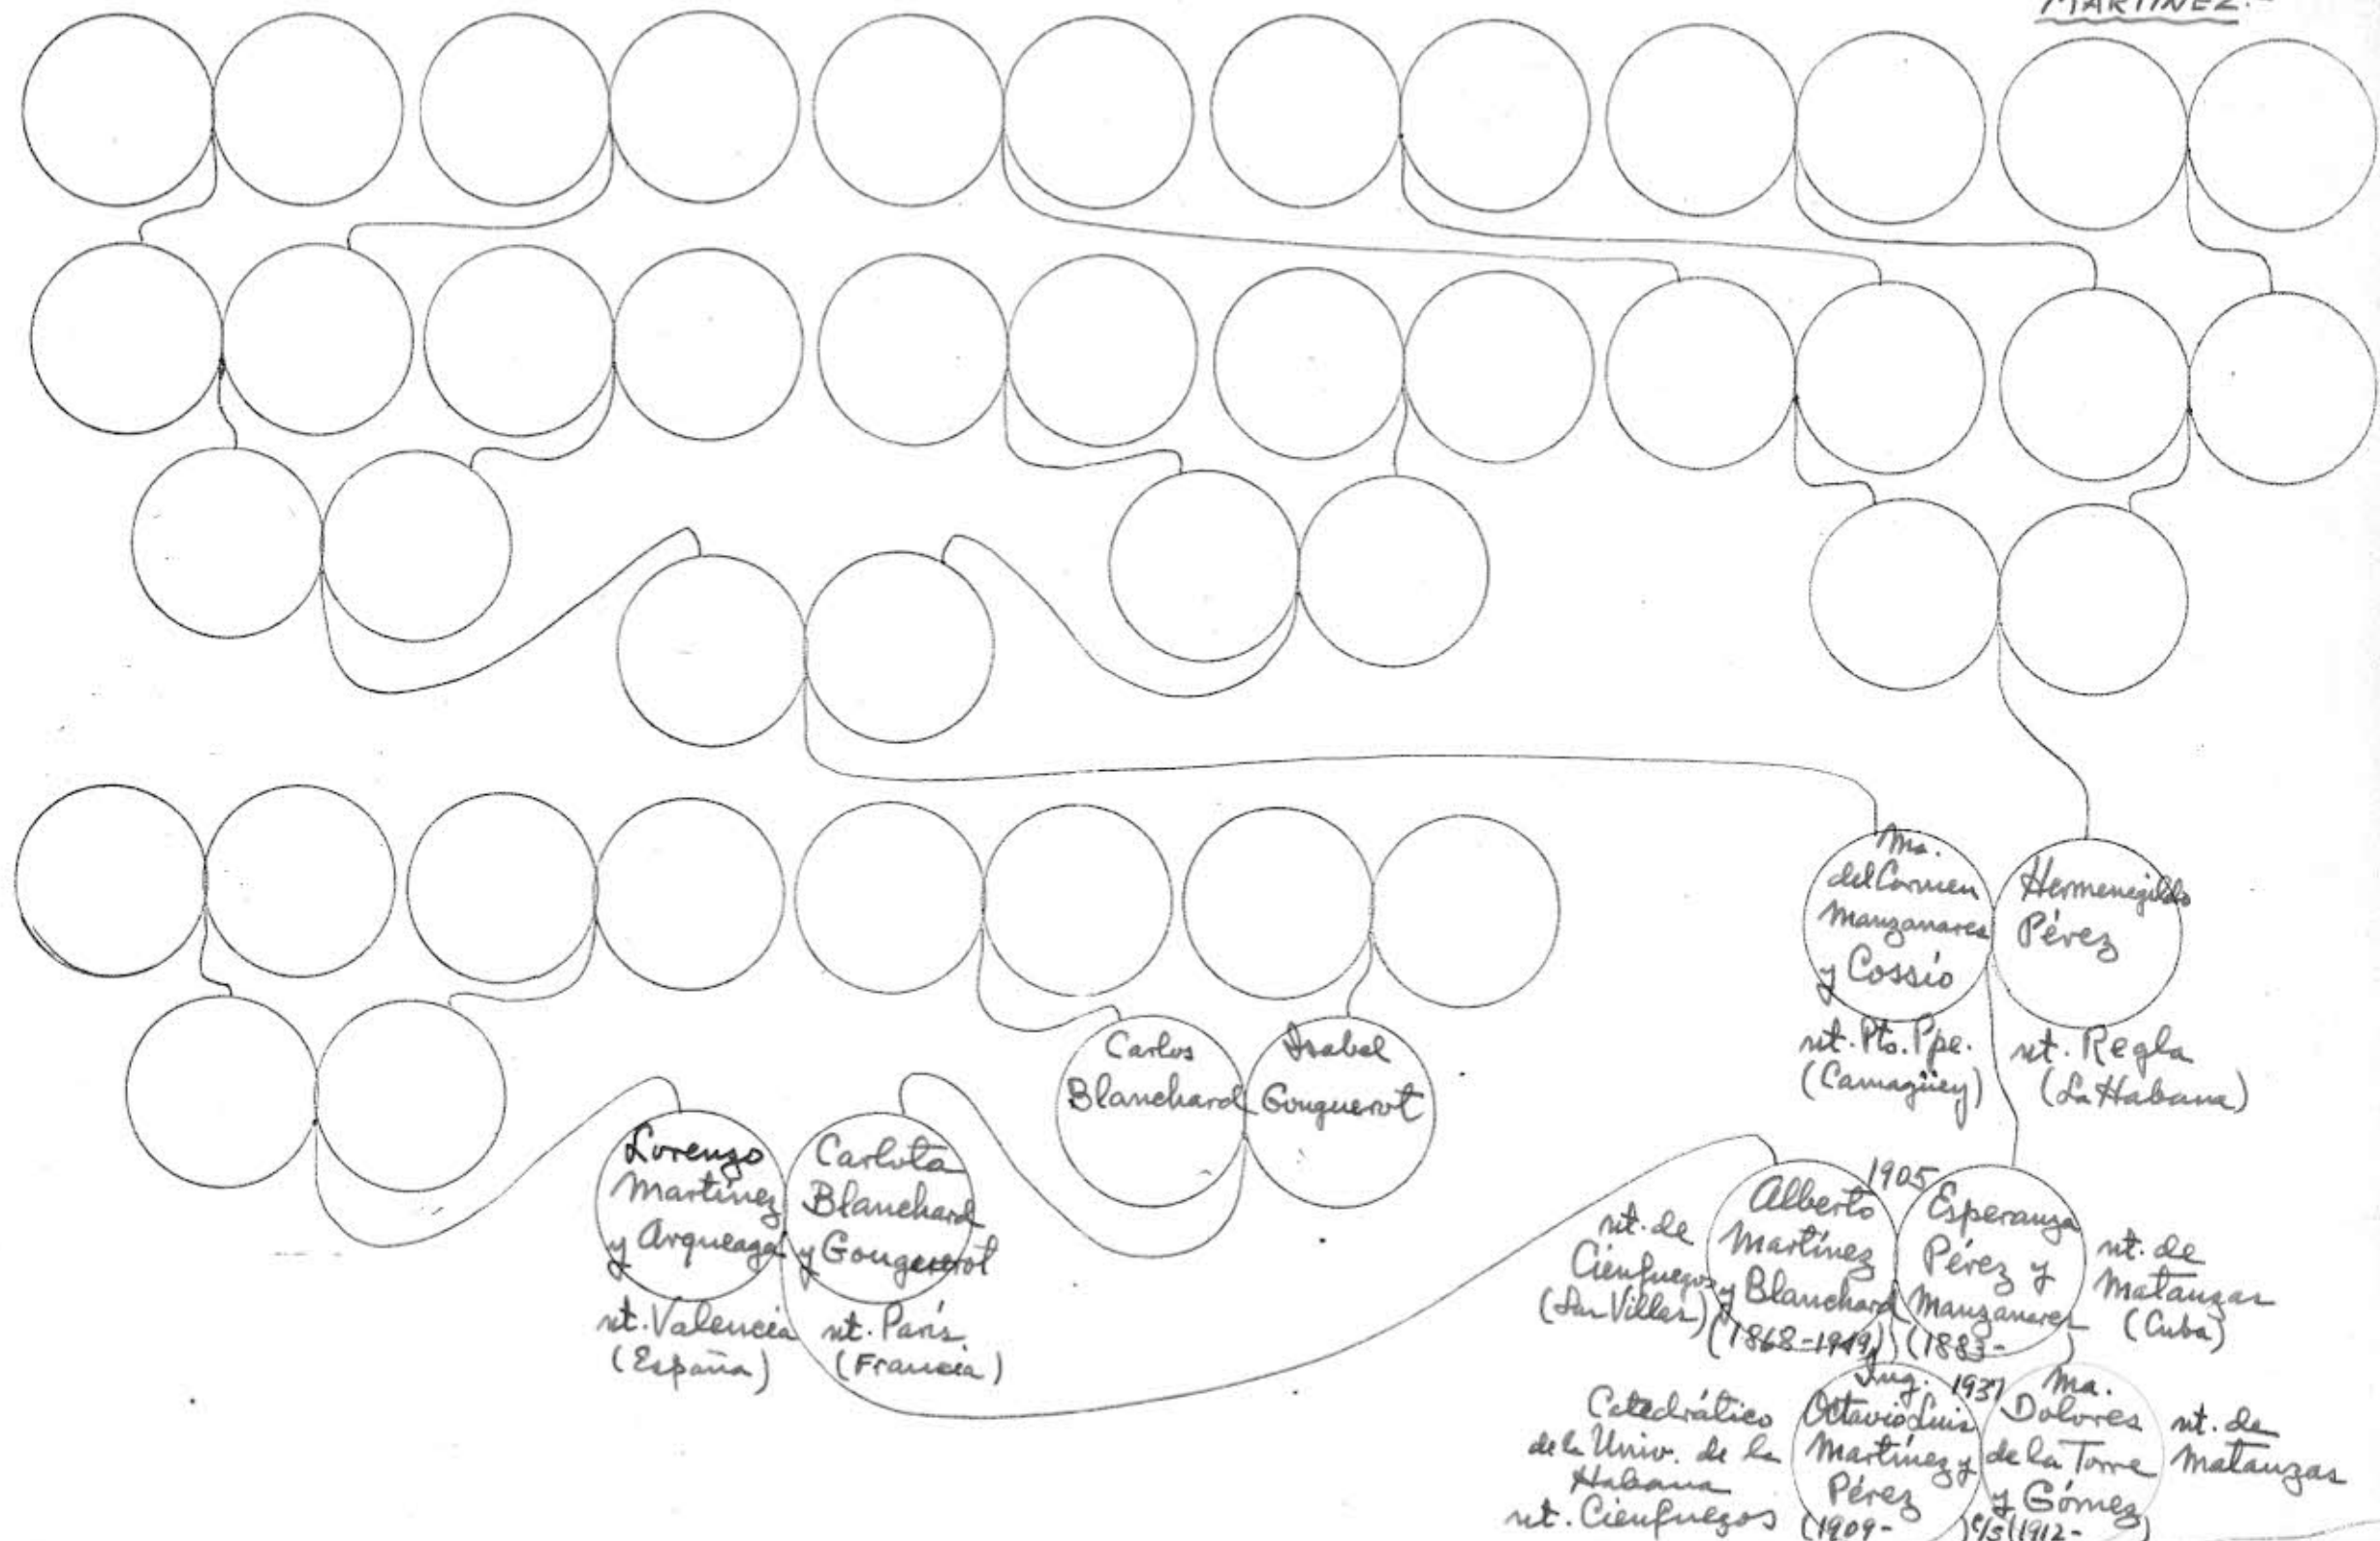 MARTINEZ.-
Ma.
del Carmen
Manzanares
y Cossío
nt. Pto. Ppe.
(Camagüey)
Hermenegildo
Pérez
nt. Regla
(La Habana)
Carlos
Blanchard
Isabel
Gouguerot
Lorenzo
Martínez
y Arqueaga
nt. Valencia
(España)
Carlota
Blanchard
y Gouguerot
nt. París
(Francia)
nt. de
Cienfuegos
(Las Villas)
Alberto
Martínez
y Blanchard
(1868-1949)
1905
Esperanza
Pérez y
Manzanares
(1883-
nt. de
Matanzas
(Cuba)
Catedrático
de la Univ. de la
Habana
nt. Cienfuegos
Ing.
Octavio Luis
Martínez y
Pérez
(1909- )
1937
Ma.
Dolores
de la Torre
y Gómez
c/s (1912- )
nt. de
Matanzas